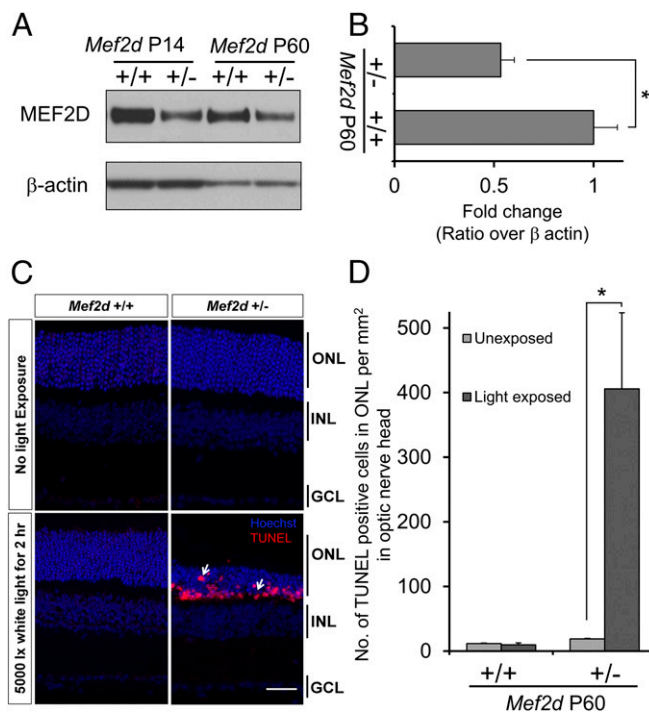 A
Mef2d P14 Mef2d P60
+/+ +/- +/+ +/-
MEF2D
β-actin
B
Mef2d P60
+/-
+/+
*
0 0.5 1
Fold change
(Ratio over β actin)
C
Mef2d +/+ Mef2d +/-
No light Exposure
ONL
INL
GCL
5000 lx white light for 2 hr
Hoechst
TUNEL
ONL
INL
GCL
D
No. of TUNEL positive cells in ONL per mm²
in optic nerve head
500
400
300
200
100
0
*
Unexposed
Light exposed
+/+ +/-
Mef2d P60